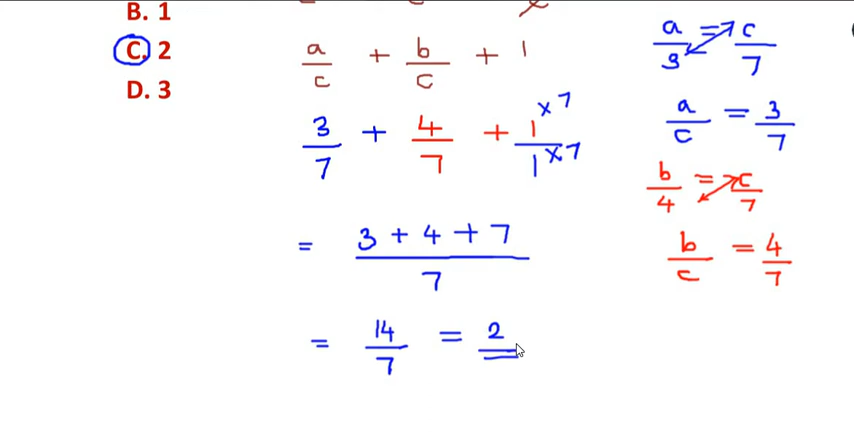 B. 1
C. 2
D. 3
a/c + b/c + 1
3/7 + 4/7 + 1×7/1×7
= 3 + 4 + 7/7
= 14/7 = 2
a/3 = c/7
a/c = 3/7
b/4 = c/7
b/c = 4/7